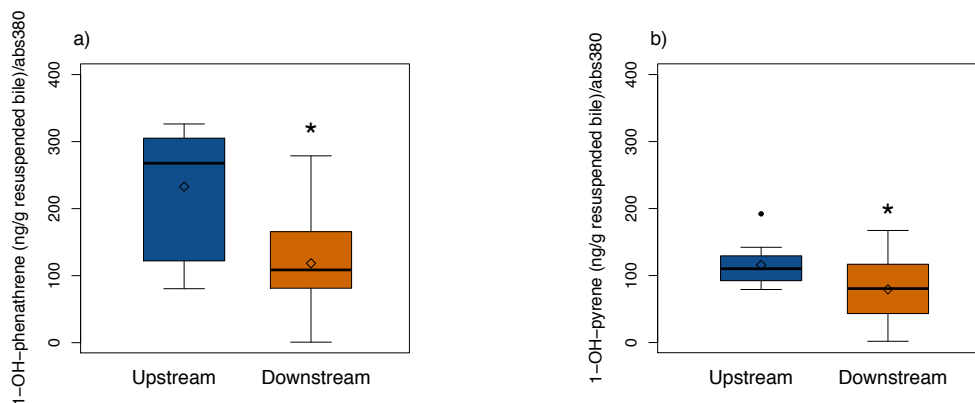 a)
1−OH−phenathrene (ng/g resuspended bile)/abs380
400
300
200
100
0
*
Upstream
Downstream
b)
1−OH−pyrene (ng/g resuspended bile)/abs380
400
300
200
100
0
*
Upstream
Downstream